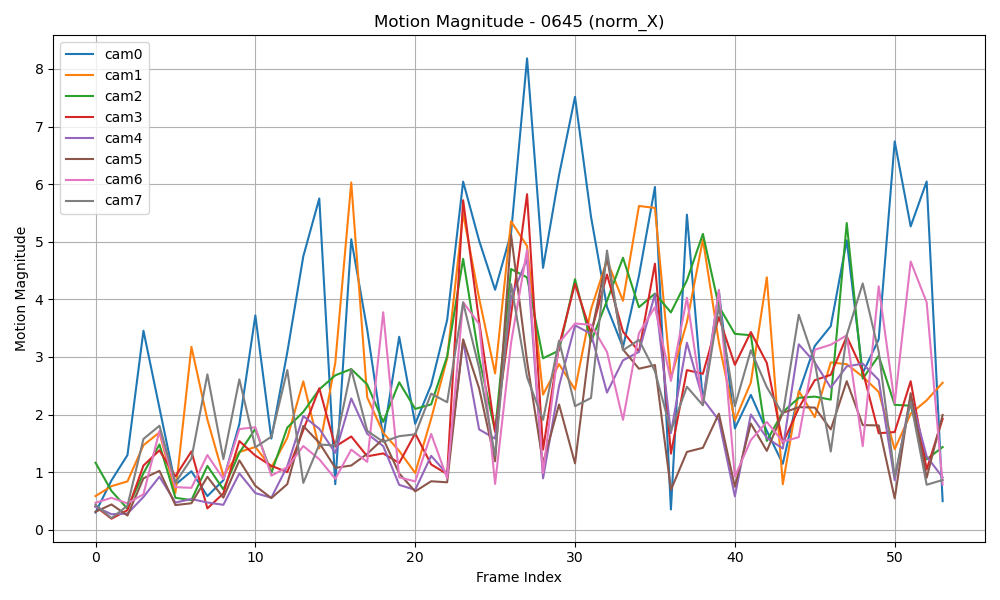 Motion Magnitude - 0645 (norm_X)
cam0
cam1
cam2
cam3
cam4
cam5
cam6
cam7
Motion Magnitude
8
7
6
5
4
3
2
1
0
0 10 20 30 40 50
Frame Index